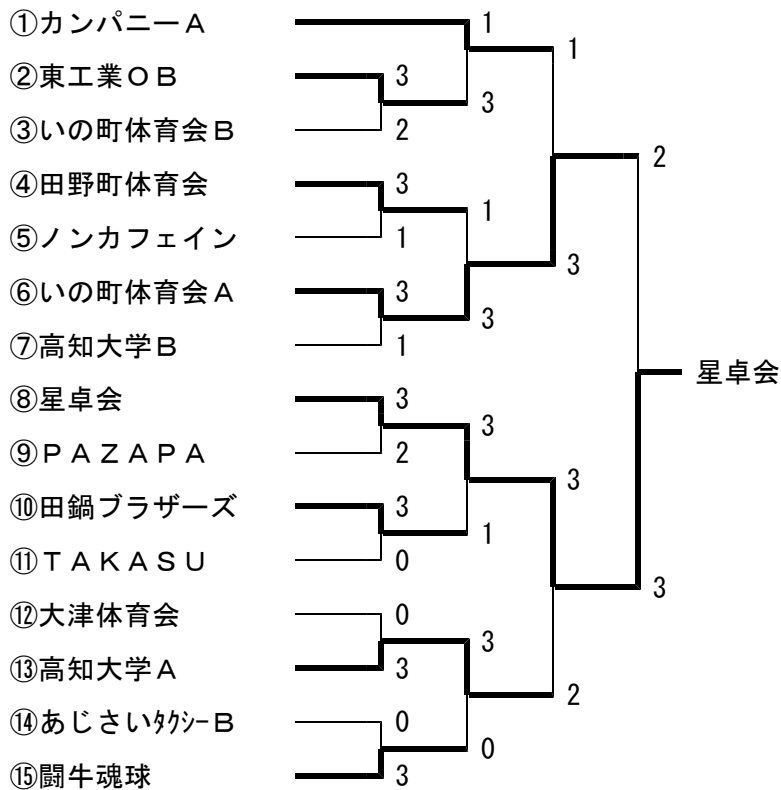 ①カンパニーA 1
1
②東工業OB 3
3
③いの町体育会B 2
2
④田野町体育会 3
1
⑤ノンカフェイン 1
3
⑥いの町体育会A 3
3
⑦高知大学B 1
星卓会
⑧星卓会 3
3
⑨PAZAPA 2
3
⑩田鍋ブラザーズ 3
1
⑪TAKASU 0
3
⑫大津体育会 0
3
⑬高知大学A 3
2
⑭あじさいﾀｸｼｰB 0
0
⑮闘牛魂球 3